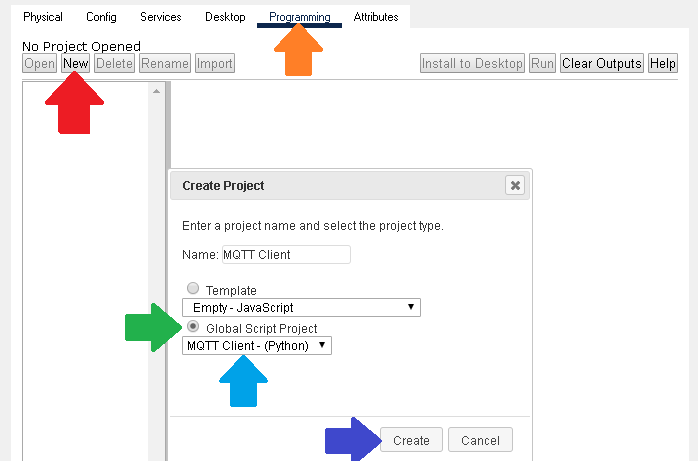 Physical Config Services Desktop Programming Attributes
No Project Opened
Open New Delete Rename Import Install to Desktop Run Clear Outputs Help
Create Project
Enter a project name and select the project type.
Name: MQTT Client
Template
Empty - JavaScript
Global Script Project
MQTT Client - (Python)
Create Cancel